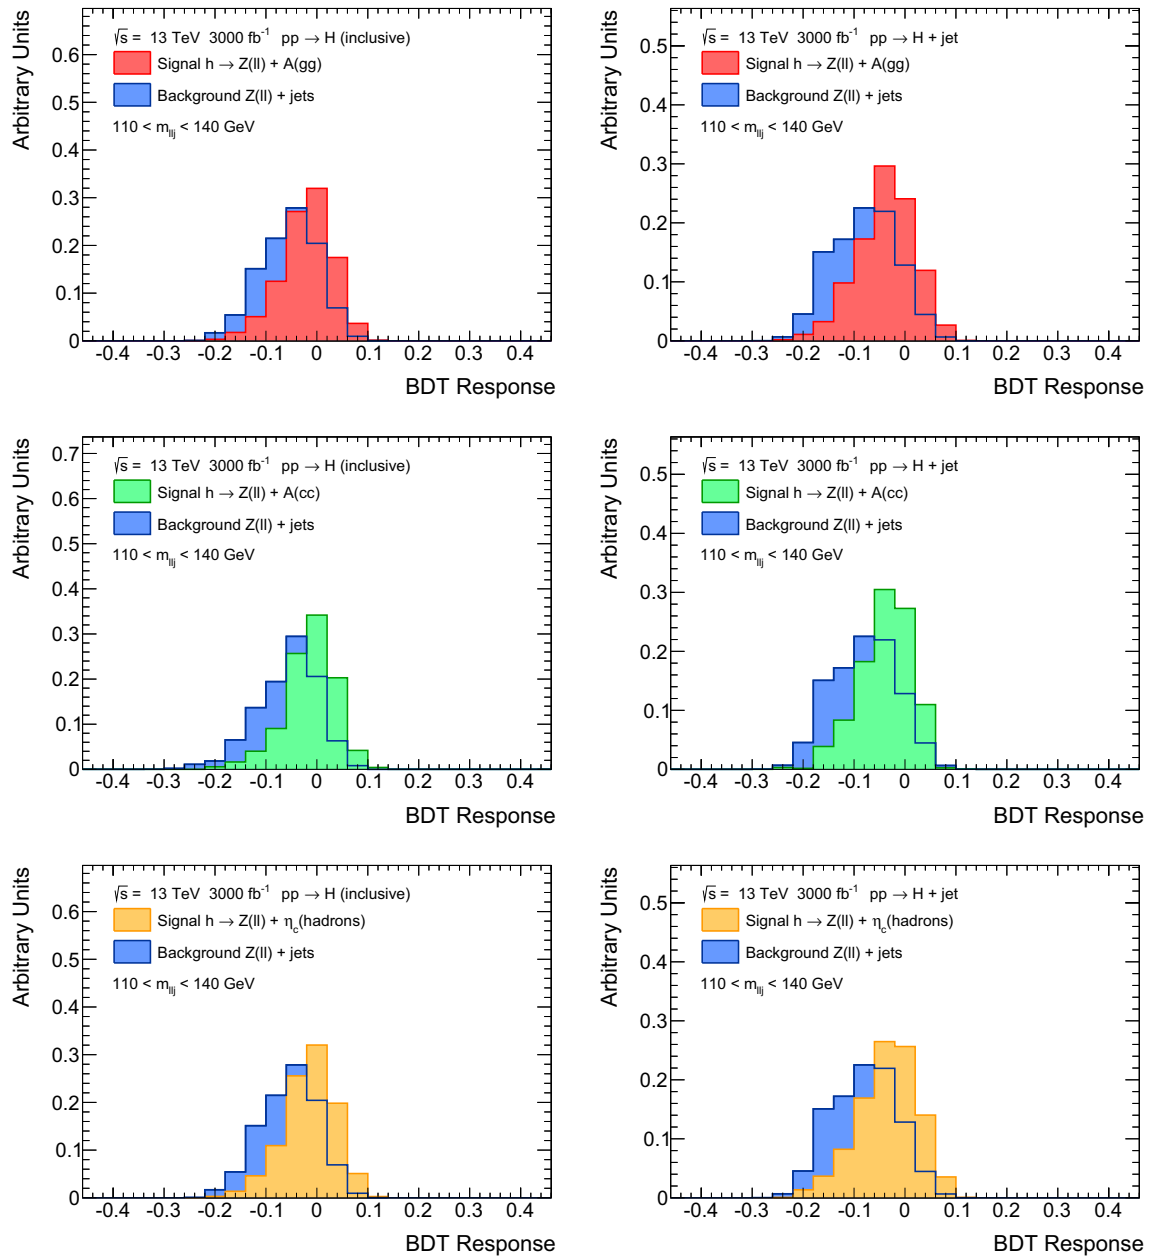 Arbitrary Units
√s = 13 TeV 3000 fb⁻¹ pp → H (inclusive)
Signal h → Z(ll) + A(gg)
Background Z(ll) + jets
110 < m_llj < 140 GeV
0.6
0.5
0.4
0.3
0.2
0.1
0
-0.4 -0.3 -0.2 -0.1 0 0.1 0.2 0.3 0.4
BDT Response
Arbitrary Units
√s = 13 TeV 3000 fb⁻¹ pp → H + jet
Signal h → Z(ll) + A(gg)
Background Z(ll) + jets
110 < m_llj < 140 GeV
0.5
0.4
0.3
0.2
0.1
0
-0.4 -0.3 -0.2 -0.1 0 0.1 0.2 0.3 0.4
BDT Response
Arbitrary Units
√s = 13 TeV 3000 fb⁻¹ pp → H (inclusive)
Signal h → Z(ll) + A(cc)
Background Z(ll) + jets
110 < m_llj < 140 GeV
0.7
0.6
0.5
0.4
0.3
0.2
0.1
0
-0.4 -0.3 -0.2 -0.1 0 0.1 0.2 0.3 0.4
BDT Response
Arbitrary Units
√s = 13 TeV 3000 fb⁻¹ pp → H + jet
Signal h → Z(ll) + A(cc)
Background Z(ll) + jets
110 < m_llj < 140 GeV
0.5
0.4
0.3
0.2
0.1
0
-0.4 -0.3 -0.2 -0.1 0 0.1 0.2 0.3 0.4
BDT Response
Arbitrary Units
√s = 13 TeV 3000 fb⁻¹ pp → H (inclusive)
Signal h → Z(ll) + η_c(hadrons)
Background Z(ll) + jets
110 < m_llj < 140 GeV
0.6
0.5
0.4
0.3
0.2
0.1
0
-0.4 -0.3 -0.2 -0.1 0 0.1 0.2 0.3 0.4
BDT Response
Arbitrary Units
√s = 13 TeV 3000 fb⁻¹ pp → H + jet
Signal h → Z(ll) + η_c(hadrons)
Background Z(ll) + jets
110 < m_llj < 140 GeV
0.5
0.4
0.3
0.2
0.1
0
-0.4 -0.3 -0.2 -0.1 0 0.1 0.2 0.3 0.4
BDT Response